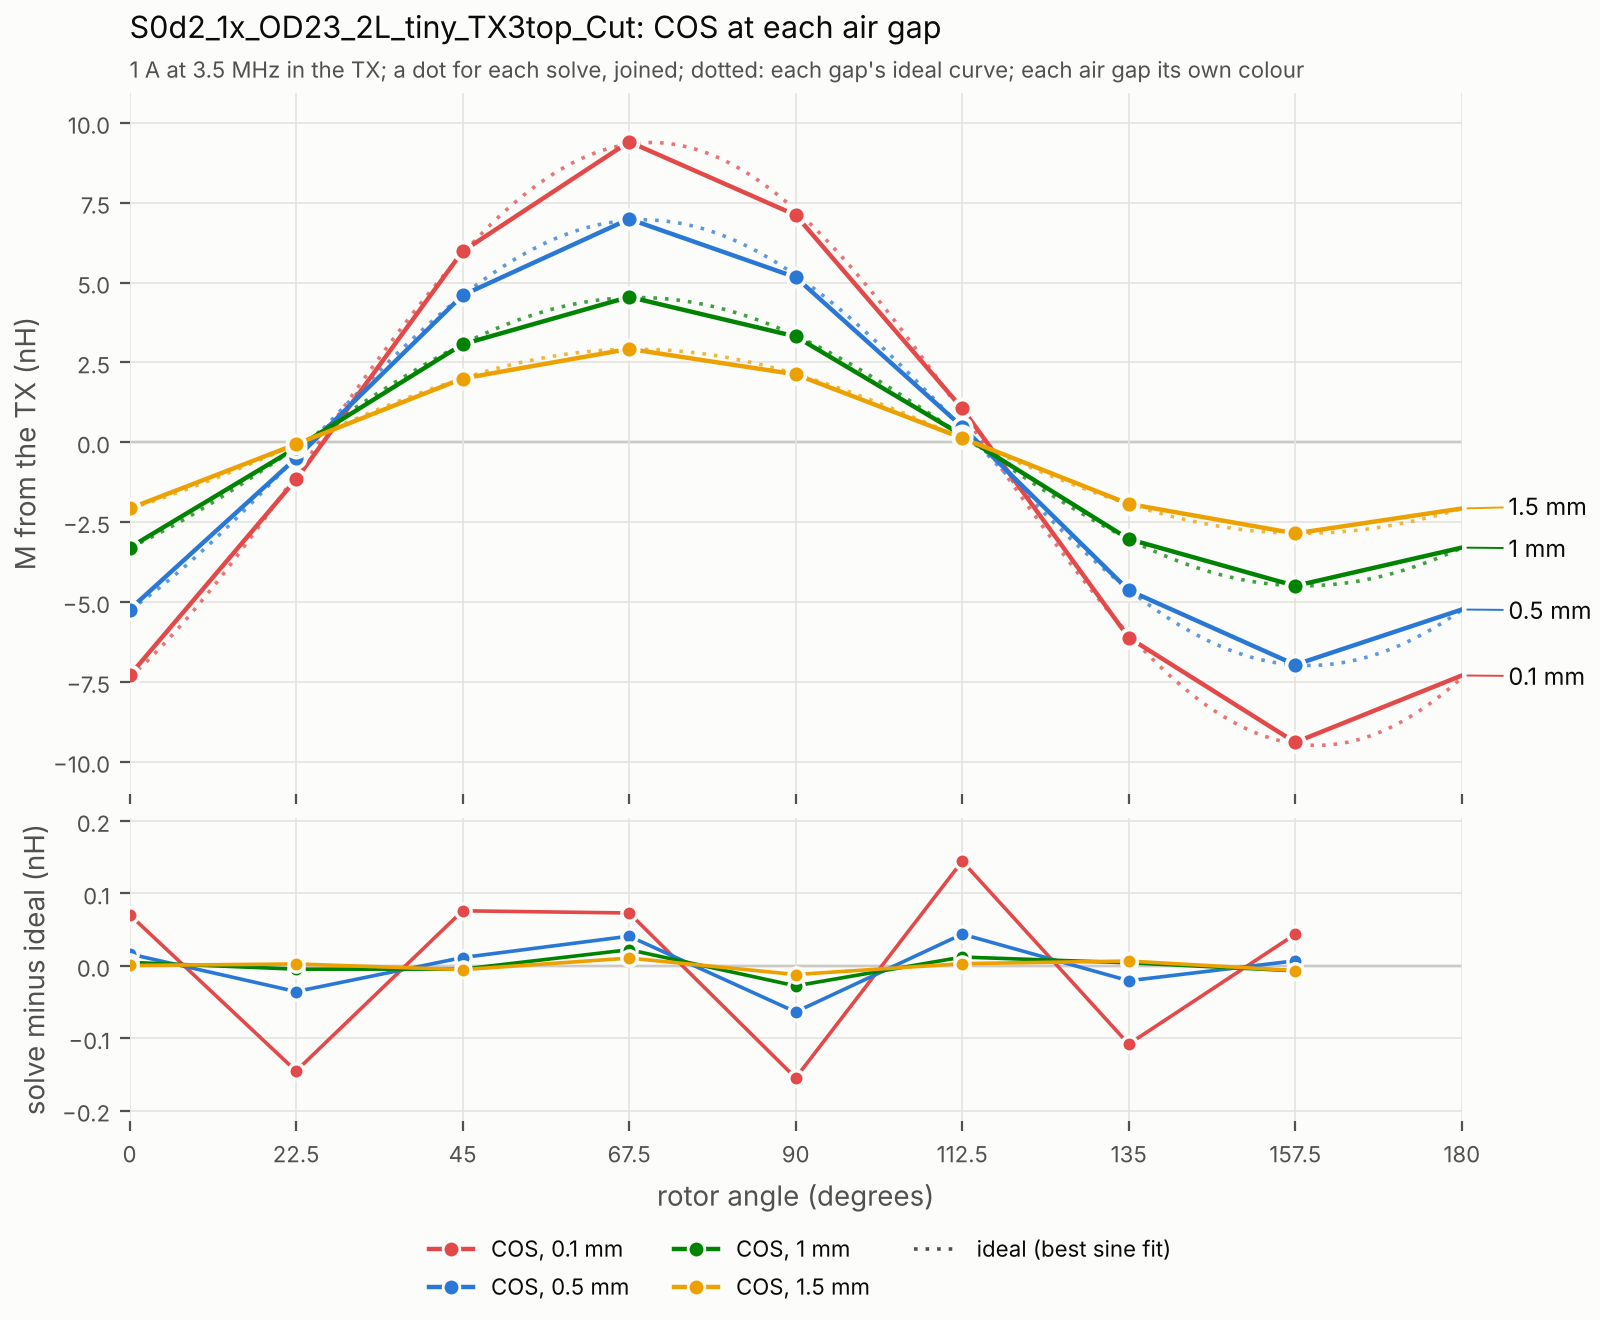 S0d2_1x_OD23_2L_tiny_TX3top_Cut: COS at each air gap
1 A at 3.5 MHz in the TX; a dot for each solve, joined; dotted: each gap's ideal curve; each air gap its own colour
M from the TX (nH)
10.0
7.5
5.0
2.5
0.0
−2.5
−5.0
−7.5
−10.0
1.5 mm
1 mm
0.5 mm
0.1 mm
solve minus ideal (nH)
0.2
0.1
0.0
−0.1
−0.2
0 22.5 45 67.5 90 112.5 135 157.5 180
rotor angle (degrees)
COS, 0.1 mm COS, 1 mm ideal (best sine fit)
COS, 0.5 mm COS, 1.5 mm